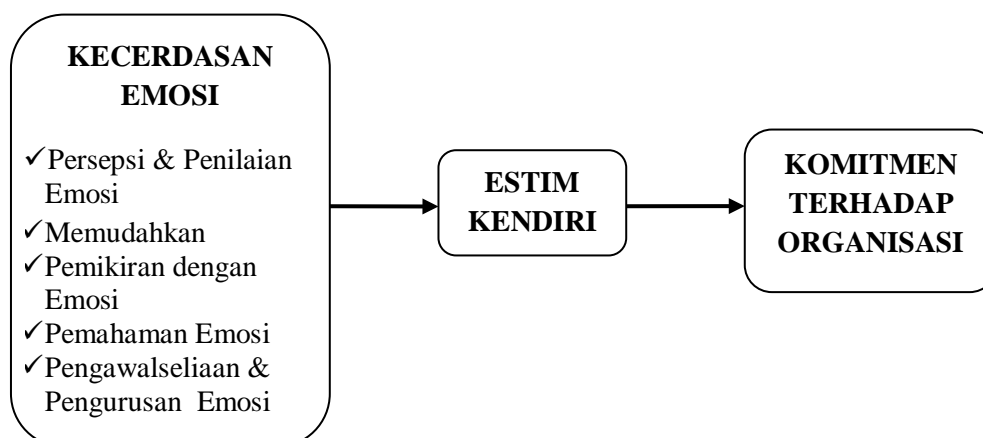 KECERDASAN
EMOSI
✓Persepsi & Penilaian
Emosi
✓Memudahkan
✓Pemikiran dengan
Emosi
✓Pemahaman Emosi
✓Pengawalseliaan &
Pengurusan Emosi
ESTIM
KENDIRI
KOMITMEN
TERHADAP
ORGANISASI